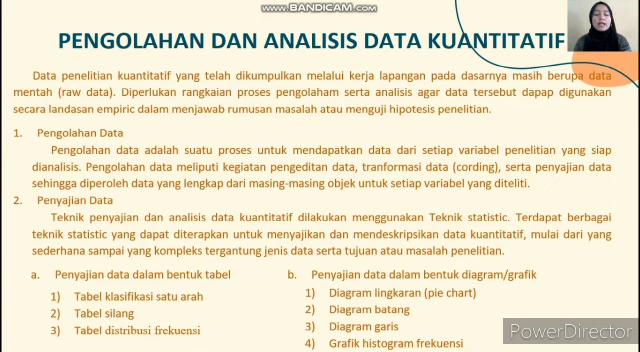 www.BANDICAM.com
PENGOLAHAN DAN ANALISIS DATA KUANTITATIF
Data penelitian kuantitatif yang telah dikumpulkan melalui kerja lapangan pada dasarnya masih berupa data
mentah (raw data). Diperlukan rangkaian proses pengolaham serta analisis agar data tersebut dapap digunakan
secara landasan empiric dalam menjawab rumusan masalah atau menguji hipotesis penelitian.
1. Pengolahan Data
Pengolahan data adalah suatu proses untuk mendapatkan data dari setiap variabel penelitian yang siap
dianalisis. Pengolahan data meliputi kegiatan pengeditan data, tranformasi data (cording), serta penyajian data
sehingga diperoleh data yang lengkap dari masing-masing objek untuk setiap variabel yang diteliti.
2. Penyajian Data
Teknik penyajian dan analisis data kuantitatif dilakukan menggunakan Teknik statistic. Terdapat berbagai
teknik statistic yang dapat diterapkan untuk menyajikan dan mendeskripsikan data kuantitatif, mulai dari yang
sederhana sampai yang kompleks tergantung jenis data serta tujuan atau masalah penelitian.
a. Penyajian data dalam bentuk tabel
1) Tabel klasifikasi satu arah
2) Tabel silang
3) Tabel distribusi frekuensi
b. Penyajian data dalam bentuk diagram/grafik
1) Diagram lingkaran (pie chart)
2) Diagram batang
3) Diagram garis
4) Grafik histogram frekuensi
PowerDirector